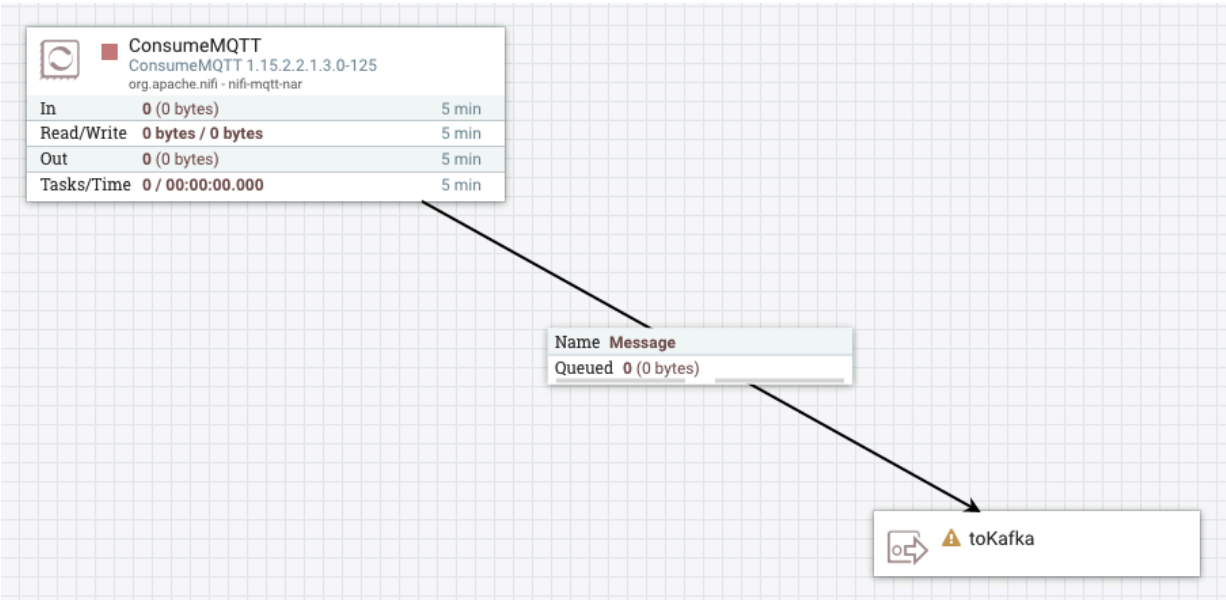 ConsumeMQTT
ConsumeMQTT 1.15.2.2.1.3.0-125
org.apache.nifi - nifi-mqtt-nar
In 0 (0 bytes) 5 min
Read/Write 0 bytes / 0 bytes 5 min
Out 0 (0 bytes) 5 min
Tasks/Time 0 / 00:00:00.000 5 min
Name Message
Queued 0 (0 bytes)
toKafka